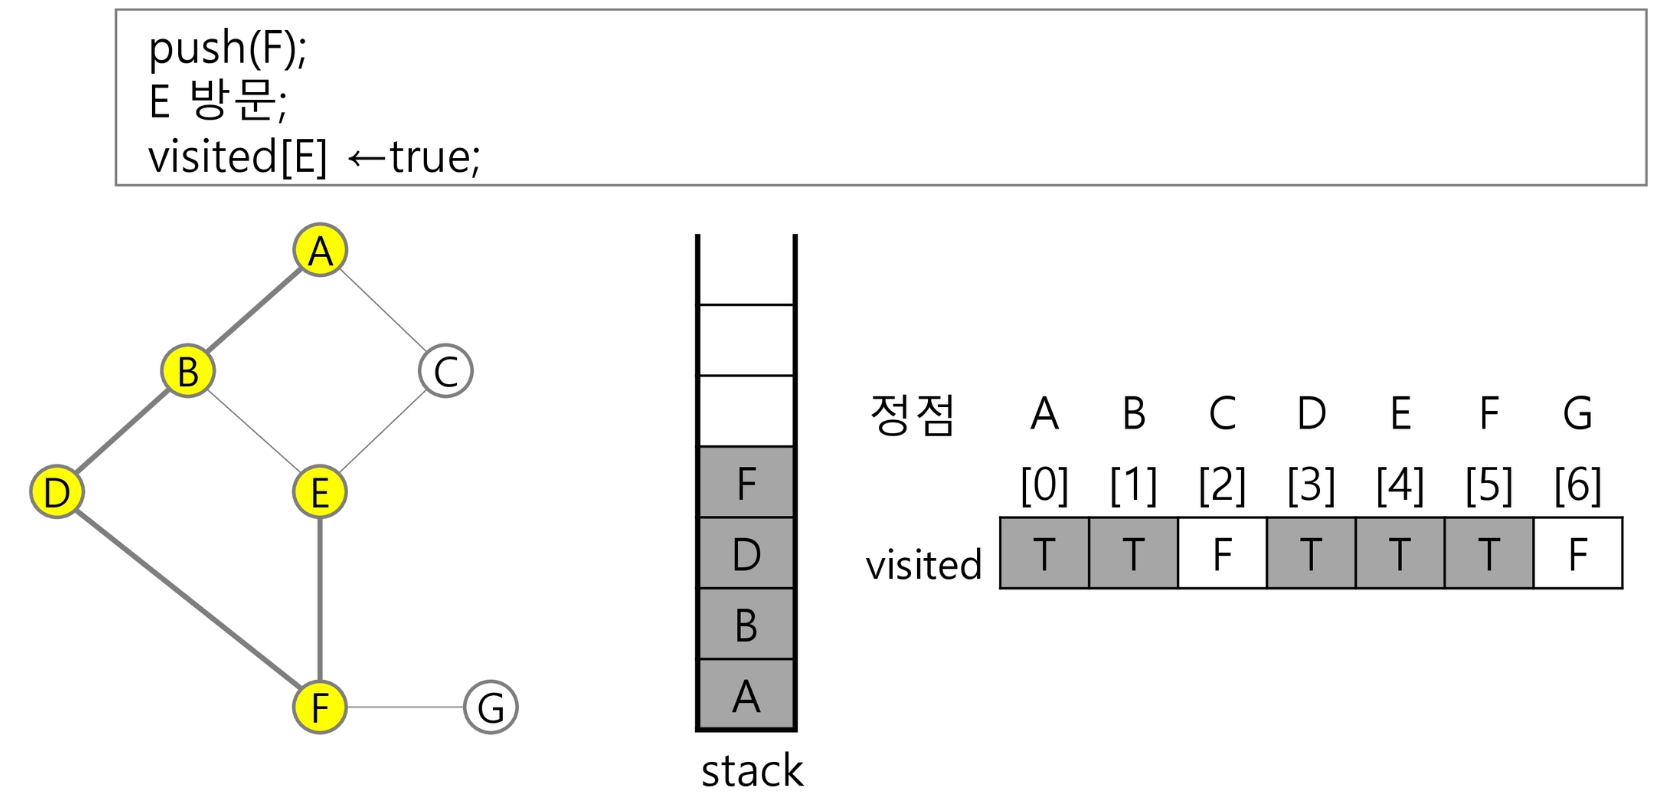 push(F);
E 방문;
visited[E] ←true;
A
B
C
D
E
F
G
F
D
B
A
stack
정점 A B C D E F G
[0] [1] [2] [3] [4] [5] [6]
visited T T F T T T F